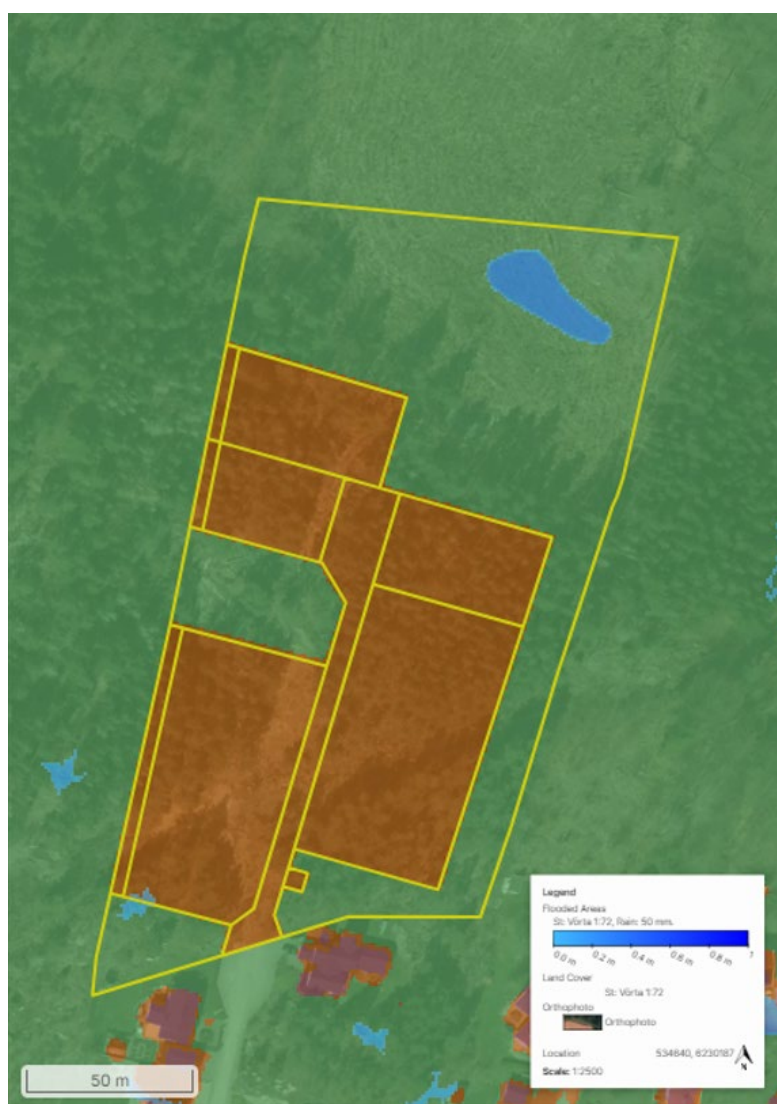 Legend
Flooded Areas
St: Vörta 1:72, Rain: 50 mm.
0.0 m 0.2 m 0.4 m 0.6 m 0.8 m 1
Land Cover
St: Vörta 1:72
Orthophoto
Orthophoto
Location 534640, 6230187
Scale: 1:2500
N
50 m